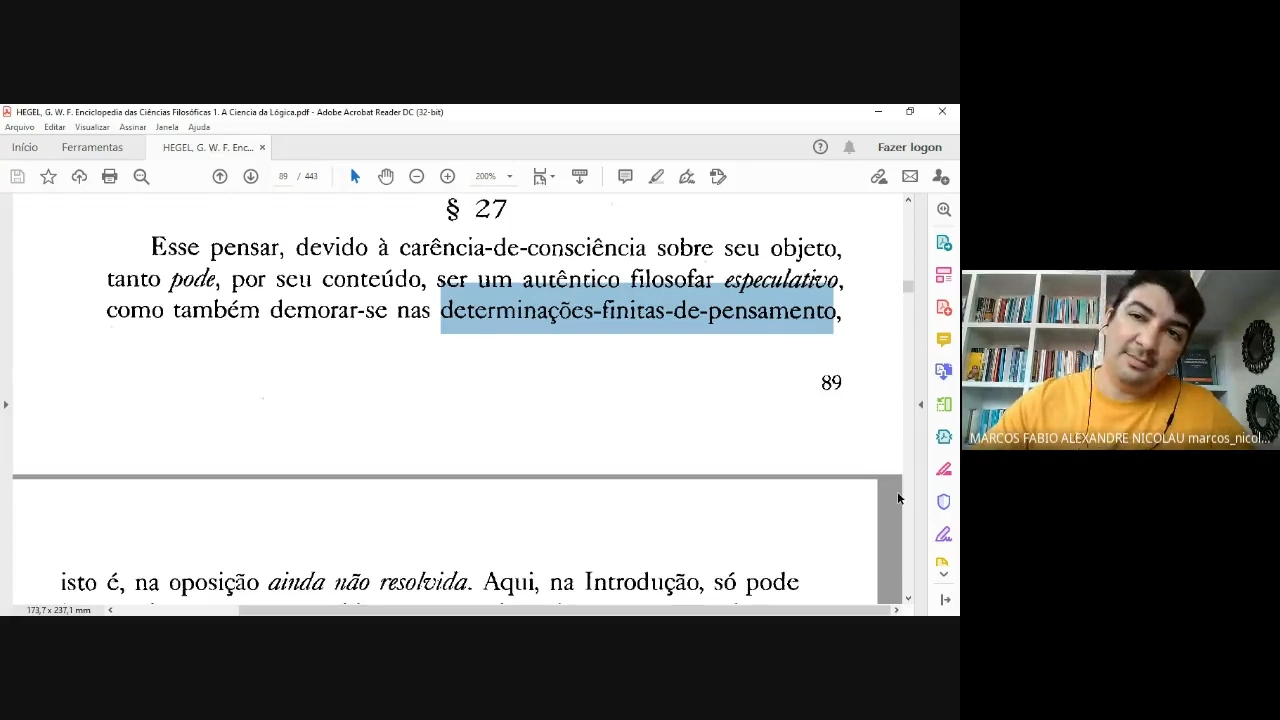 HEGEL, G. W. F. Enciclopedia das Ciências Filosóficas 1. A Ciencia da Lógica.pdf - Adobe Acrobat Reader DC (32-bit)
Arquivo Editar Visualizar Assinar Janela Ajuda
Início Ferramentas HEGEL, G. W. F. Enc... × Fazer logon
89 / 443 200%
§ 27
Esse pensar, devido à carência-de-consciência sobre seu objeto,
tanto pode, por seu conteúdo, ser um autêntico filosofar especulativo,
como também demorar-se nas determinações-finitas-de-pensamento,
89
isto é, na oposição ainda não resolvida. Aqui, na Introdução, só pode
173,7 x 237,1 mm
MARCOS FABIO ALEXANDRE NICOLAU marcos_nicol...